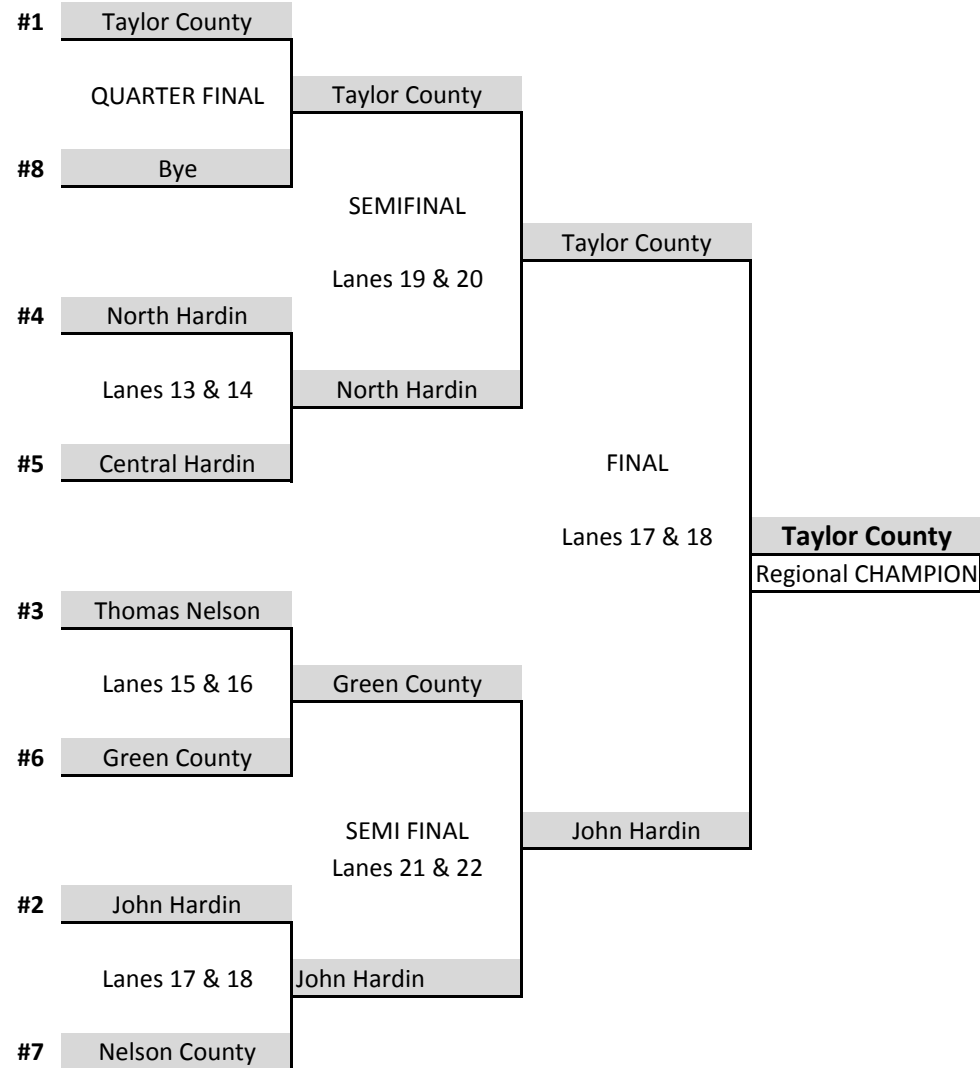 #1 Taylor County
QUARTER FINAL Taylor County
#8 Bye
SEMIFINAL
Taylor County
Lanes 19 & 20
#4 North Hardin
Lanes 13 & 14 North Hardin
#5 Central Hardin FINAL
Lanes 17 & 18 Taylor County
Regional CHAMPION
#3 Thomas Nelson
Lanes 15 & 16 Green County
#6 Green County
SEMI FINAL John Hardin
Lanes 21 & 22
#2 John Hardin
Lanes 17 & 18 John Hardin
#7 Nelson County